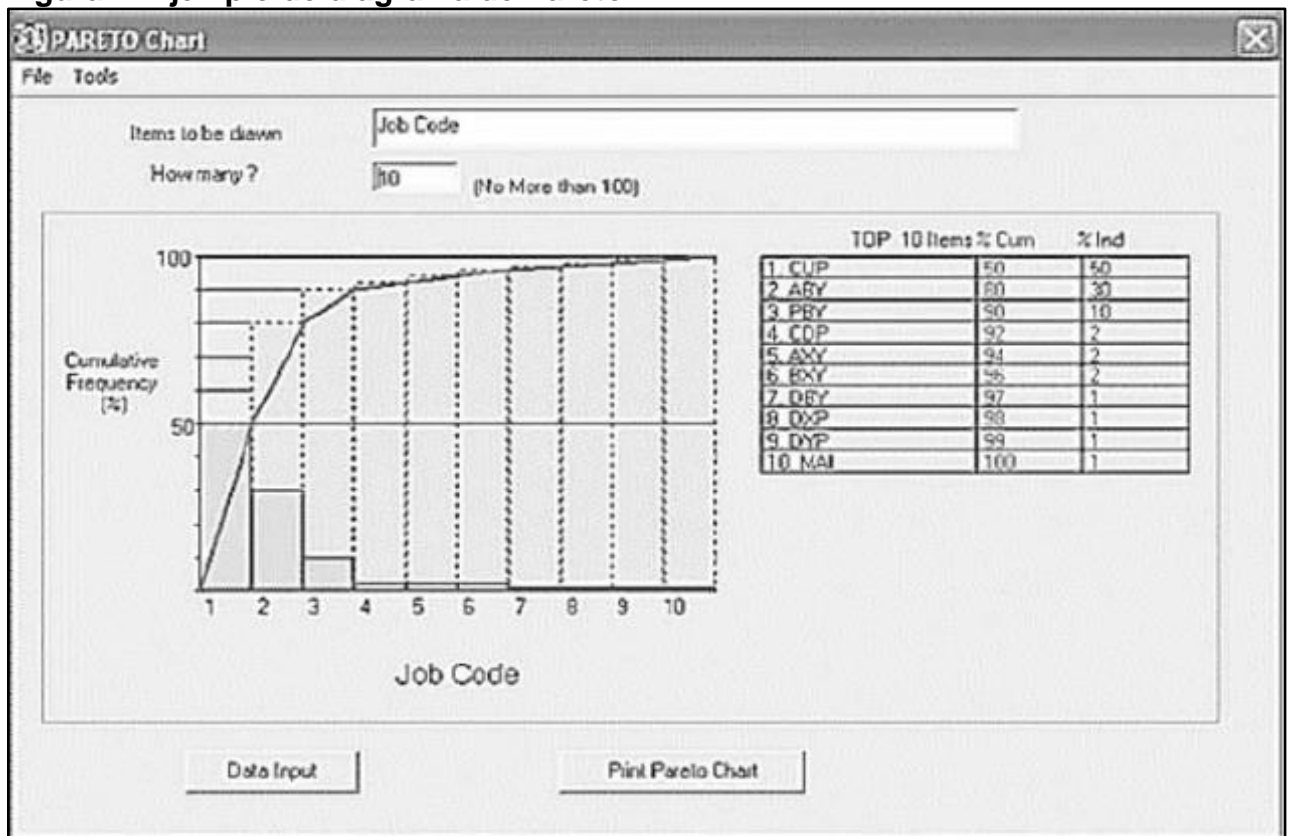 PARETO Chart
File Tools
Items to be drawn Job Code
How many ? 10 (No More than 100)
TOP 10 Items % Cum % Ind
1. CUP 50 50
2. ABY 80 30
3. PBY 90 10
4. CDP 92 2
5. AXY 94 2
6. BXY 96 2
7. DBY 97 1
8. DXP 98 1
9. DYP 99 1
10. MAI 100 1
100
Cumulative
Frequency
(%)
50
1 2 3 4 5 6 7 8 9 10
Job Code
Data Input Print Pareto Chart